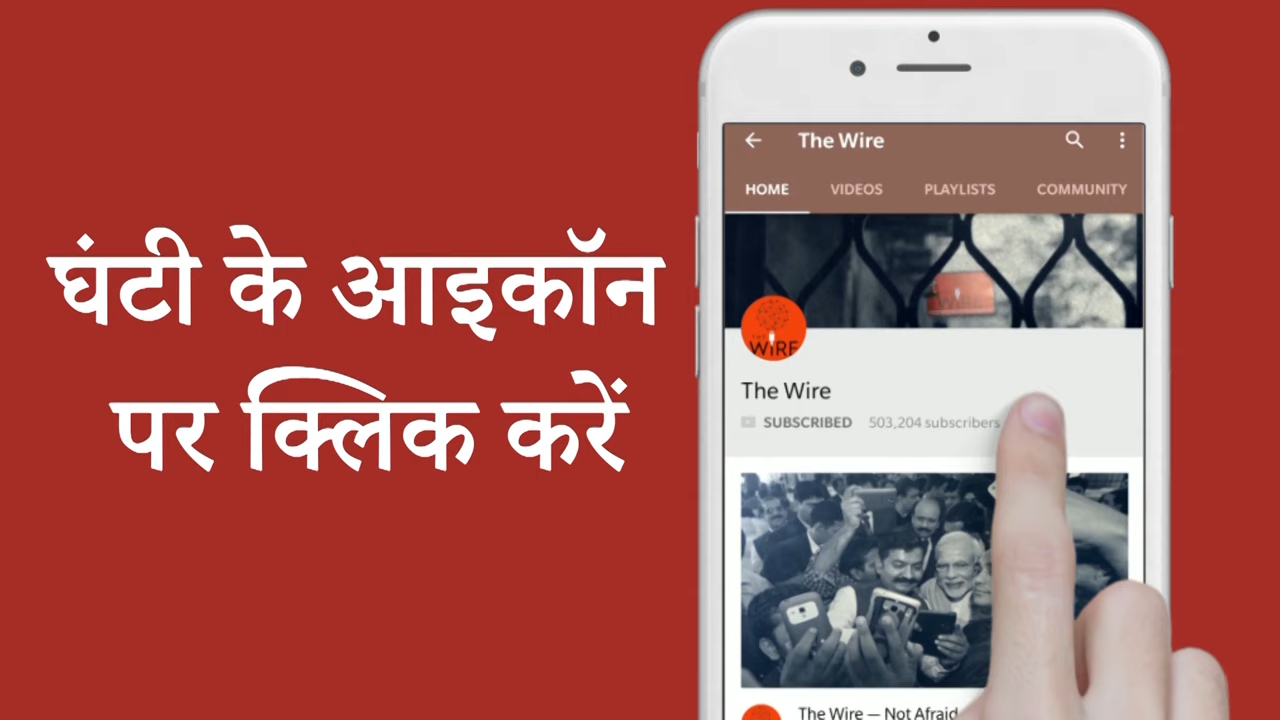 घंटी के आइकॉन
पर क्लिक करें
The Wire
HOME VIDEOS PLAYLISTS COMMUNITY
THE
WIRE
The Wire
SUBSCRIBED 503,204 subscribers
The Wire — Not Afraid